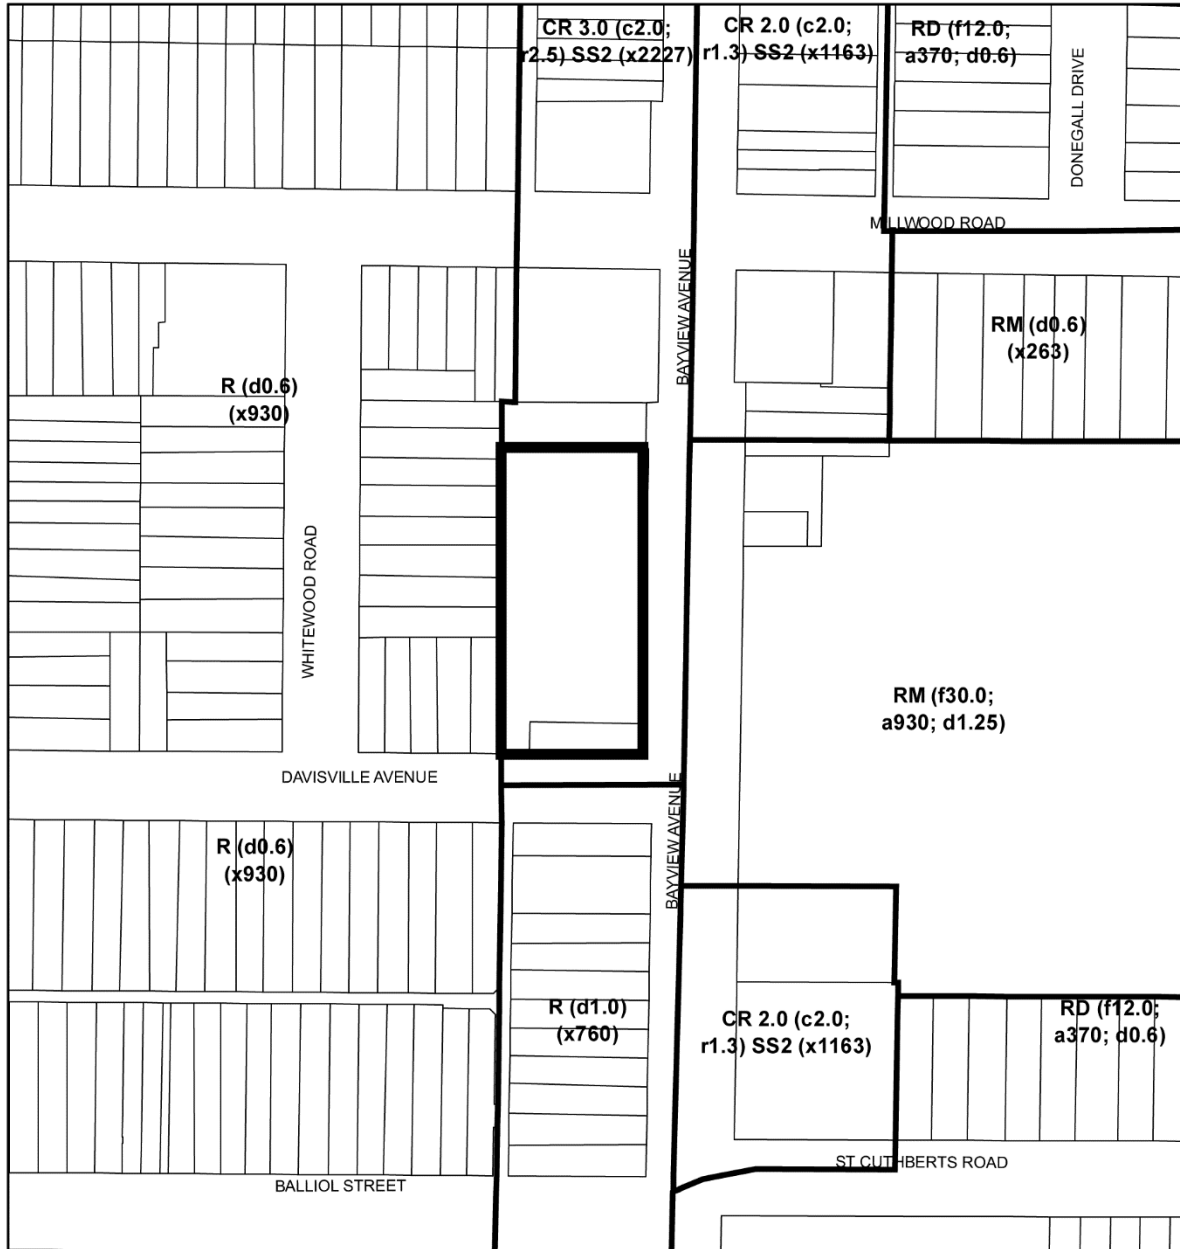 CR 3.0 (c2.0;
r2.5) SS2 (x2227)
CR 2.0 (c2.0;
r1.3) SS2 (x1163)
RD (f12.0;
a370; d0.6)
DONEGALL DRIVE
MILLWOOD ROAD
BAYVIEW AVENUE
RM (d0.6)
(x263)
R (d0.6)
(x930)
WHITEWOOD ROAD
RM (f30.0;
a930; d1.25)
DAVISVILLE AVENUE
BAYVIEW AVENUE
R (d0.6)
(x930)
R (d1.0)
(x760)
CR 2.0 (c2.0;
r1.3) SS2 (x1163)
RD (f12.0;
a370; d0.6)
ST CUTHBERTS ROAD
BALLIOL STREET